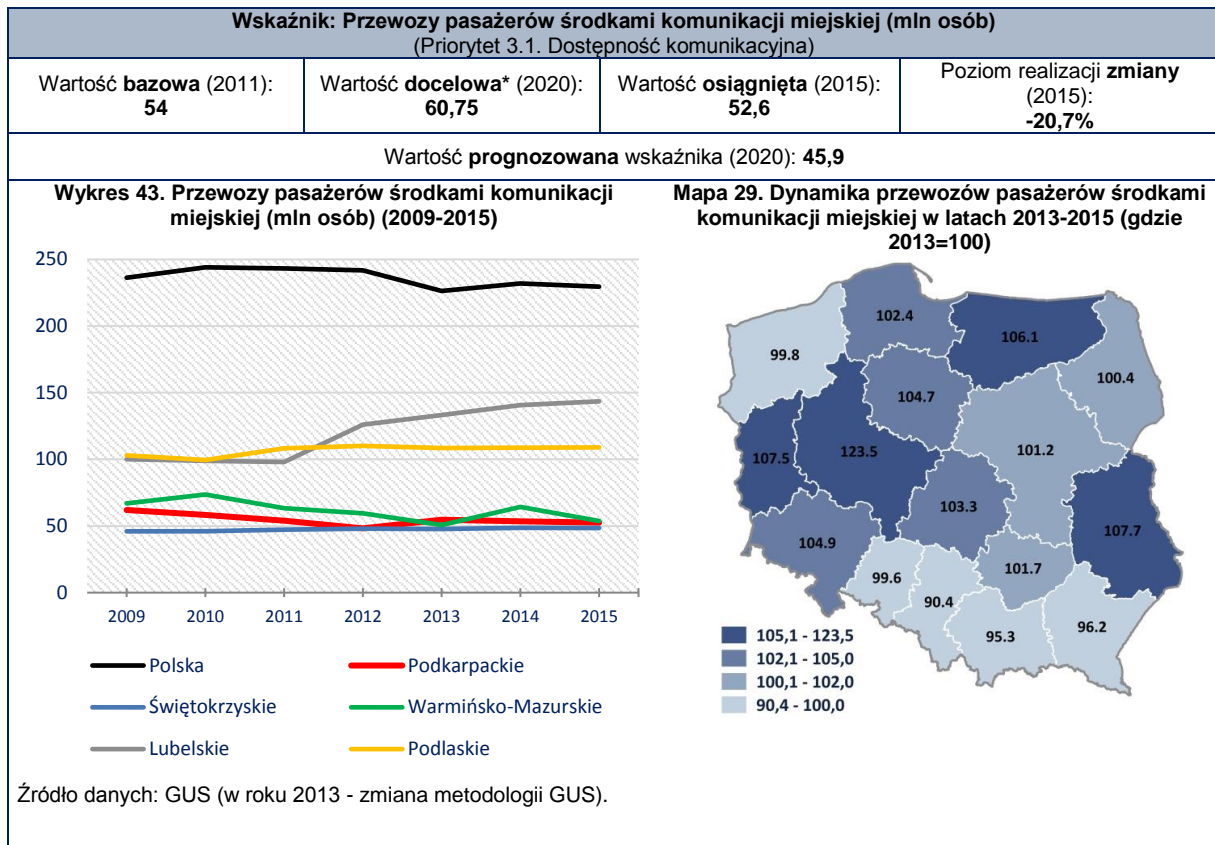 Wskaźnik: Przewozy pasażerów środkami komunikacji miejskiej (mln osób)
(Priorytet 3.1. Dostępność komunikacyjna)
Wartość bazowa (2011):
54
Wartość docelowa* (2020):
60,75
Wartość osiągnięta (2015):
52,6
Poziom realizacji zmiany
(2015):
-20,7%
Wartość prognozowana wskaźnika (2020): 45,9
Wykres 43. Przewozy pasażerów środkami komunikacji
miejskiej (mln osób) (2009-2015)
250
200
150
100
50
0
2009 2010 2011 2012 2013 2014 2015
Polska Podkarpackie
Świętokrzyskie Warmińsko-Mazurskie
Lubelskie Podlaskie
Mapa 29. Dynamika przewozów pasażerów środkami
komunikacji miejskiej w latach 2013-2015 (gdzie
2013=100)
102.4
106.1
99.8
100.4
104.7
101.2
107.5
123.5
103.3
107.7
104.9
101.7
99.6
90.4
95.3
96.2
105,1 - 123,5
102,1 - 105,0
100,1 - 102,0
90,4 - 100,0
Źródło danych: GUS (w roku 2013 - zmiana metodologii GUS).